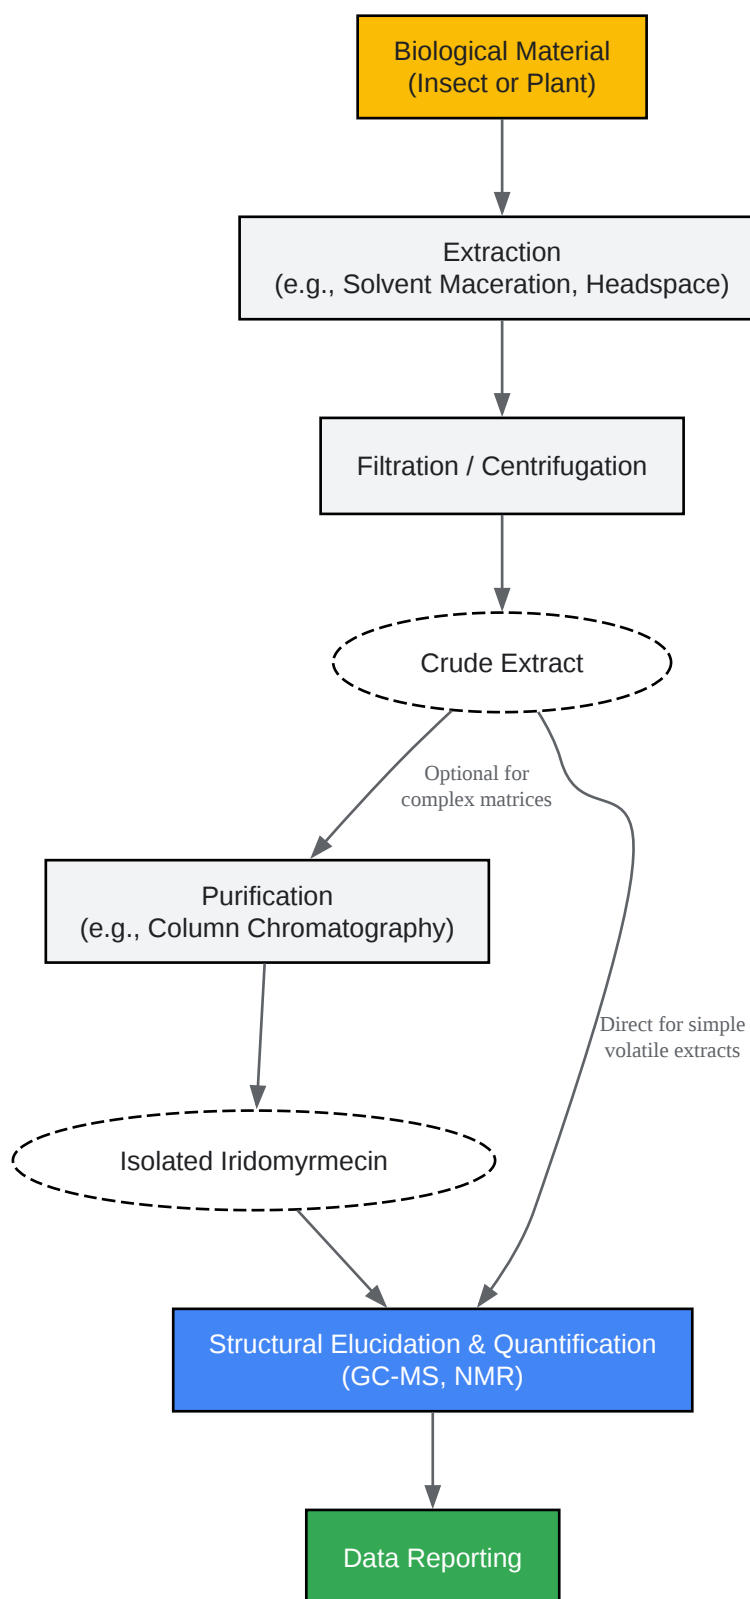 Biological Material
(Insect or Plant)
Extraction
(e.g., Solvent Maceration, Headspace)
Filtration / Centrifugation
Crude Extract
Optional for
complex matrices
Purification
(e.g., Column Chromatography)
Direct for simple
volatile extracts
Isolated Iridomyrmecin
Structural Elucidation & Quantification
(GC-MS, NMR)
Data Reporting